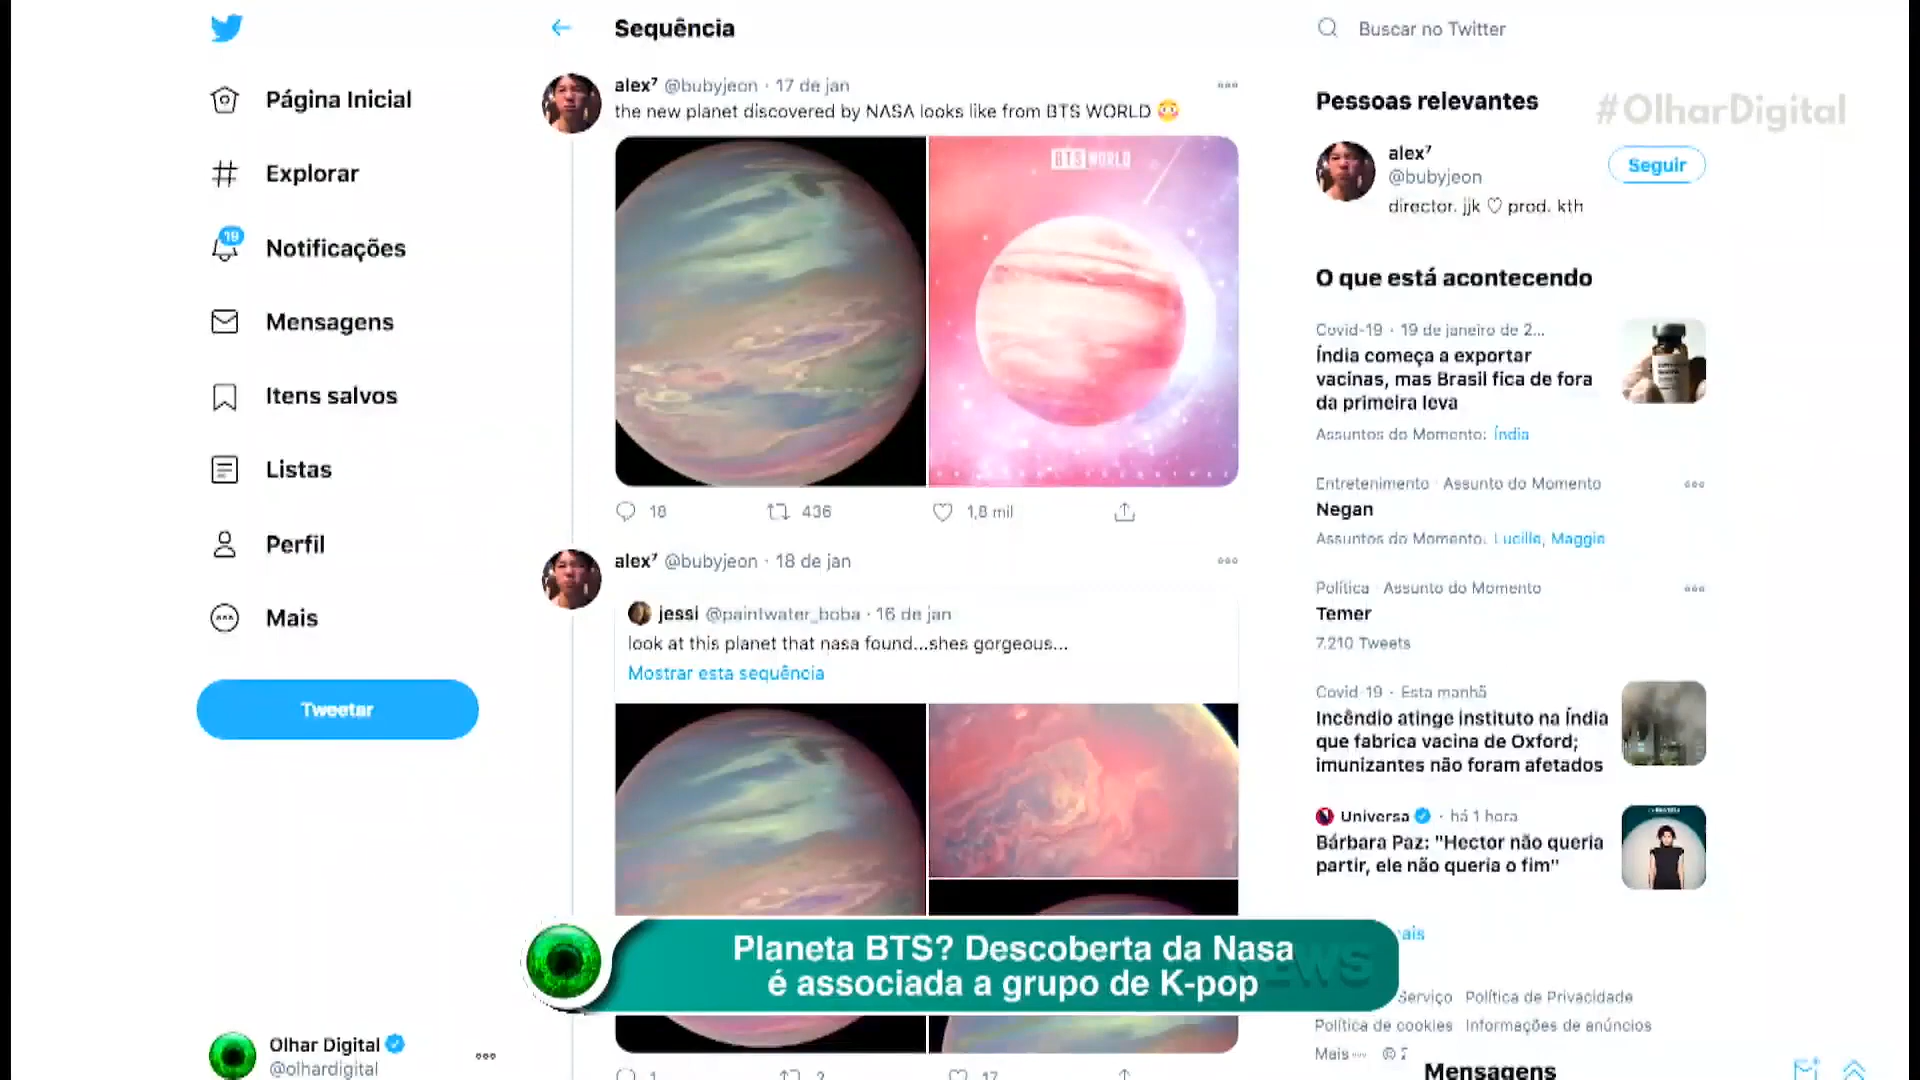 Página Inicial
Explorar
19
Notificações
Mensagens
Itens salvos
Listas
Perfil
Mais
Tweetar
Olhar Digital
@olhardigital
Sequência
alex⁷ @bubyjeon · 17 de jan
the new planet discovered by NASA looks like from BTS WORLD 😳
BTS WORLD
18
436
1,8 mil
alex⁷ @bubyjeon · 18 de jan
jessi @paintwater_boba · 16 de jan
look at this planet that nasa found...shes gorgeous...
Mostrar esta sequência
1
2
17
Planeta BTS? Descoberta da Nasa
é associada a grupo de K-pop
NEWS
Buscar no Twitter
#OlharDigital
Pessoas relevantes
alex⁷
@bubyjeon
Seguir
director. jjk ♡ prod. kth
O que está acontecendo
Covid-19 · 19 de janeiro de 2...
Índia começa a exportar
vacinas, mas Brasil fica de fora
da primeira leva
Assuntos do Momento: Índia
Entretenimento · Assunto do Momento
Negan
Assuntos do Momento: Lucille, Maggie
Política · Assunto do Momento
Temer
7.210 Tweets
Covid-19 · Esta manhã
Incêndio atinge instituto na Índia
que fabrica vacina de Oxford;
imunizantes não foram afetados
Universa · há 1 hora
Bárbara Paz: "Hector não queria
partir, ele não queria o fim"
ais
Serviço Política de Privacidade
Política de cookies Informações de anúncios
Mais ©
Mensagens